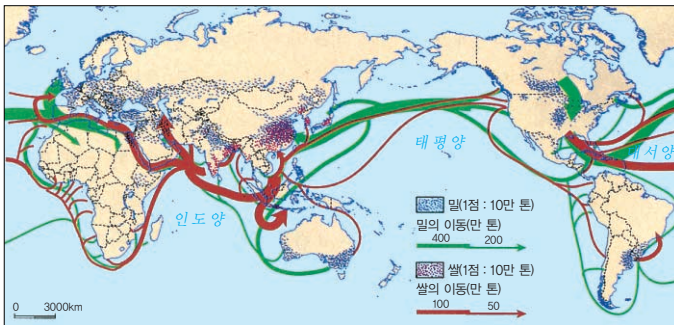 태평양
대서양
인도양
밀(1점 : 10만 톤)
밀의 이동(만 톤)
400 200
쌀(1점 : 10만 톤)
쌀의 이동(만 톤)
100 50
0 3000km